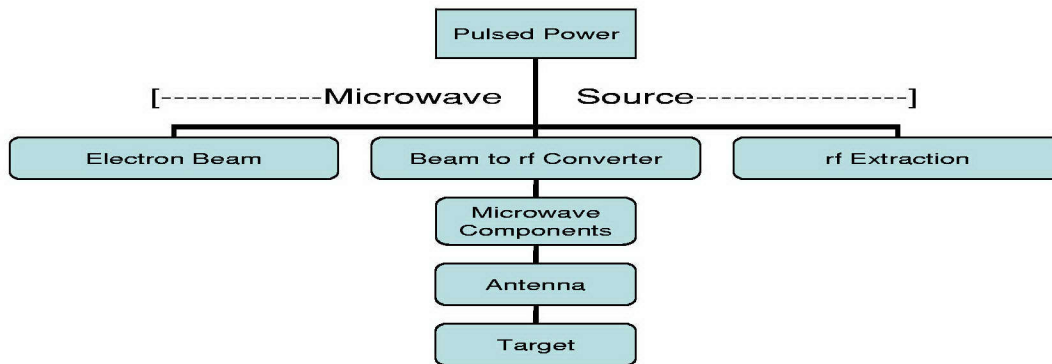 Pulsed Power
[------------Microwave Source----------------]
Electron Beam
Beam to rf Converter
rf Extraction
Microwave
Components
Antenna
Target